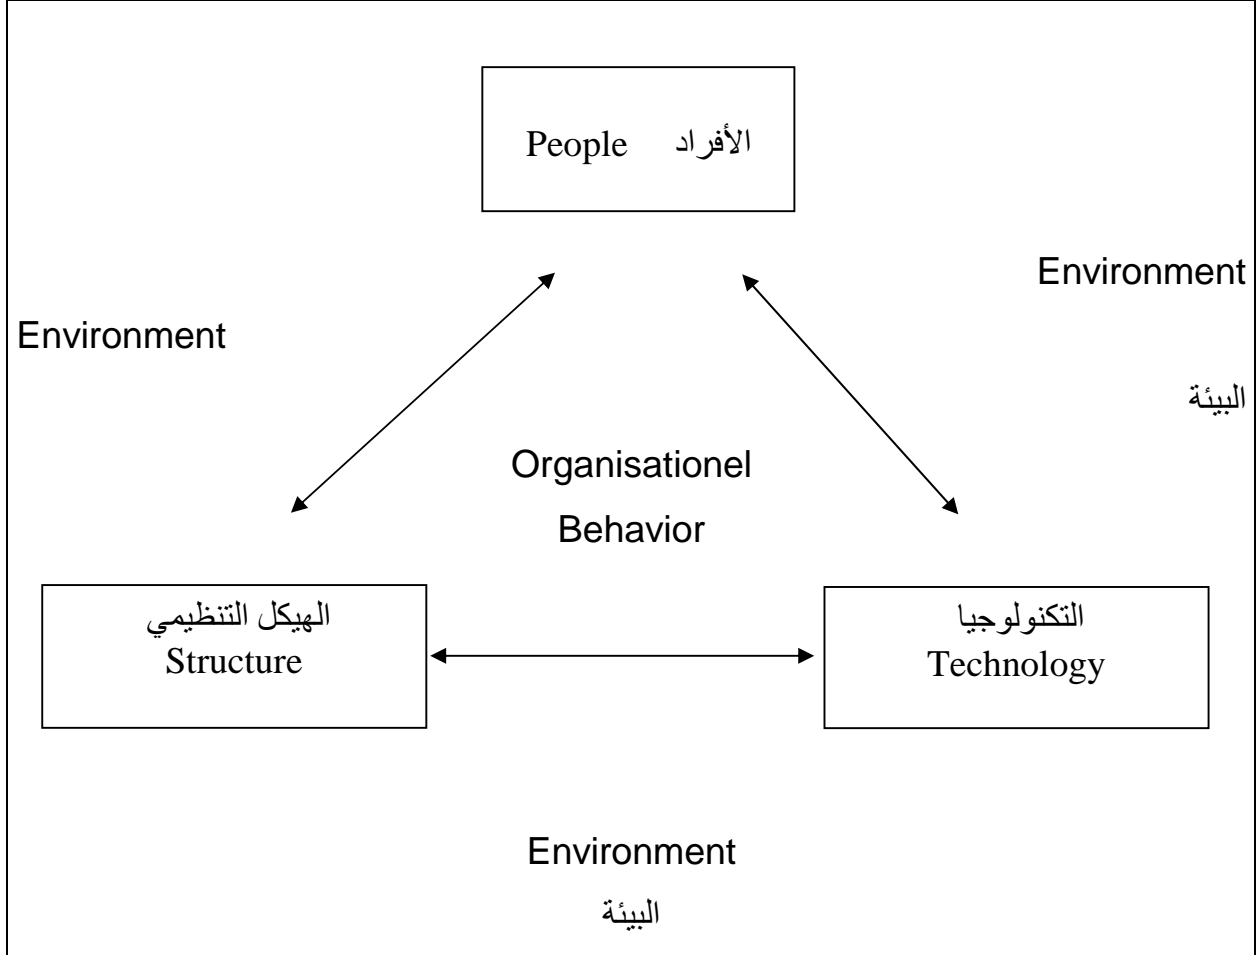 People الأفراد
Environment
Environment
البيئة
Organisationel
Behavior
الهيكل التنظيمي
Structure
التكنولوجيا
Technology
Environment
البيئة